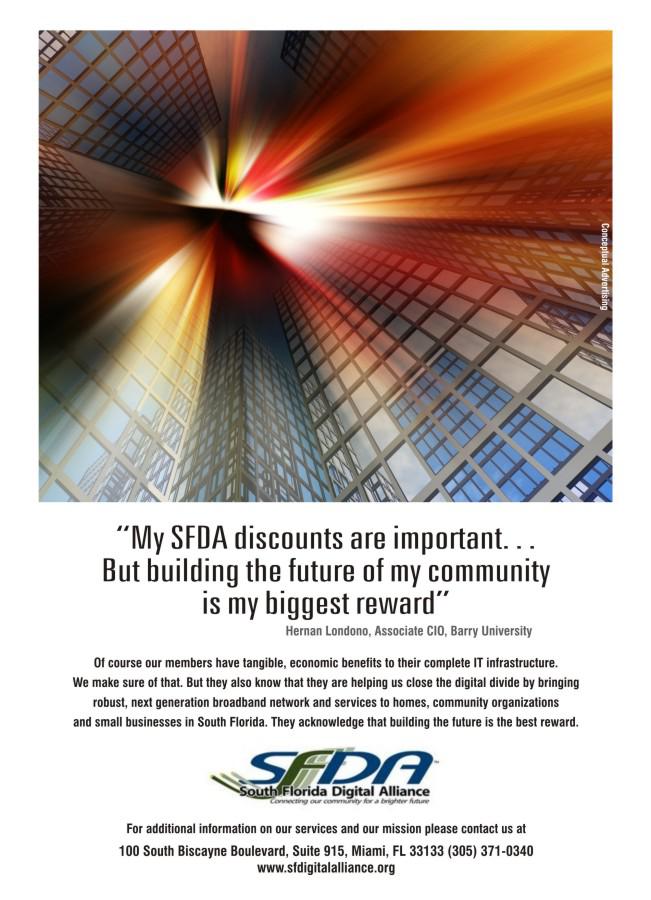 Conceptual Advertising
“My SFDA discounts are important. . .
But building the future of my community
is my biggest reward”
Hernan Londono, Associate CIO, Barry University
Of course our members have tangible, economic benefits to their complete IT infrastructure.
We make sure of that. But they also know that they are helping us close the digital divide by bringing
robust, next generation broadband network and services to homes, community organizations
and small businesses in South Florida. They acknowledge that building the future is the best reward.
SFDA™
South Florida Digital Alliance
Connecting our community for a brighter future
For additional information on our services and our mission please contact us at
100 South Biscayne Boulevard, Suite 915, Miami, FL 33133 (305) 371-0340
www.sfdigitalalliance.org